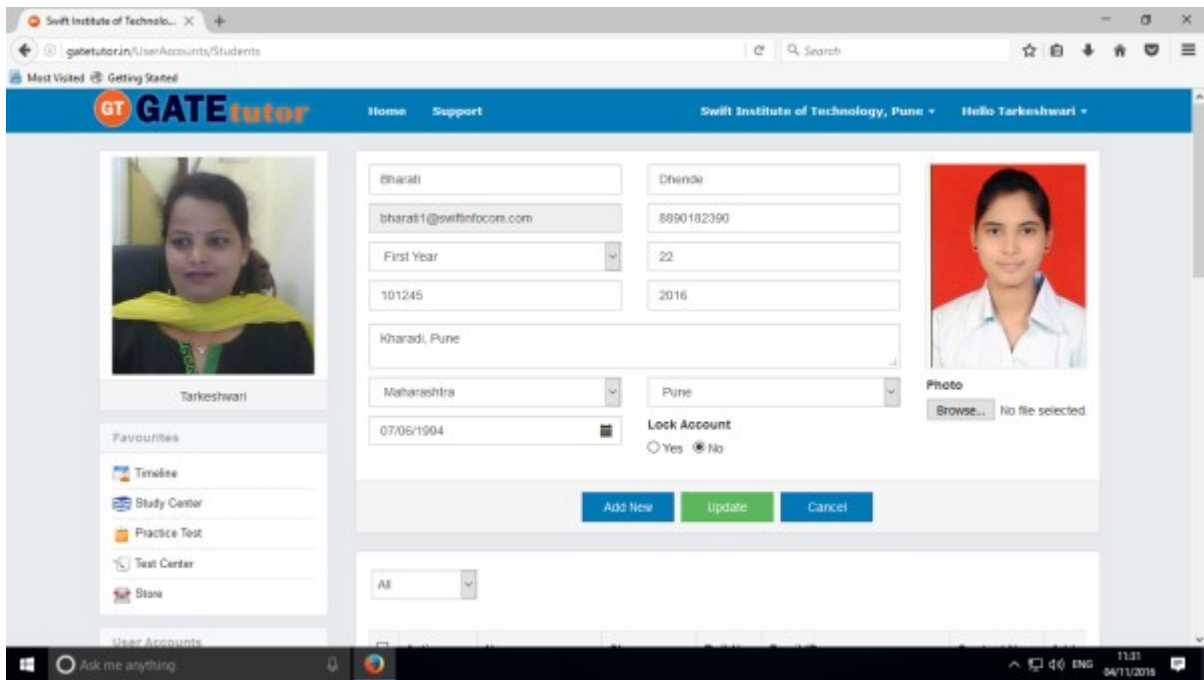 Swift Institute of Technolo...
gatetutor.in/UserAccounts/Students
Search
Most Visited Getting Started
GT GATEtutor Home Support Swift Institute of Technology, Pune Hello Tarkeshwari
Bharati Dhende
bharati1@swiftinfocom.com 8890182390
First Year 22
101245 2016
Kharadi, Pune
Maharashtra Pune
07/06/1994 Lock Account
Yes No
Photo
Browse... No file selected.
Add New Update Cancel
Tarkeshwari
Favourites
Timeline
Study Center
Practice Test
Test Center
Store
User Accounts
All
Ask me anything
ENG 11:31
04/11/2016